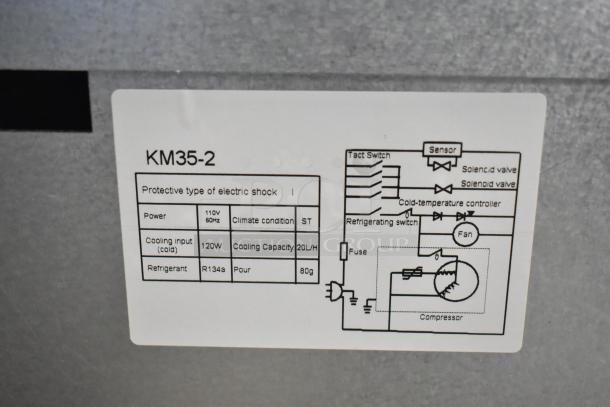 KM35-2
Protective type of electric shock I
Power 110V 60Hz Climate condition ST
Cooling input (cold) 120W Cooling Capacity 20L/H
Refrigerant R134a Pour 80g
Sensor
Tact Switch
Solencid valve
Solenoid valve
Cold-temperature controller
Refrigerating switch
Fan
Fuse
Compressor
GROUP